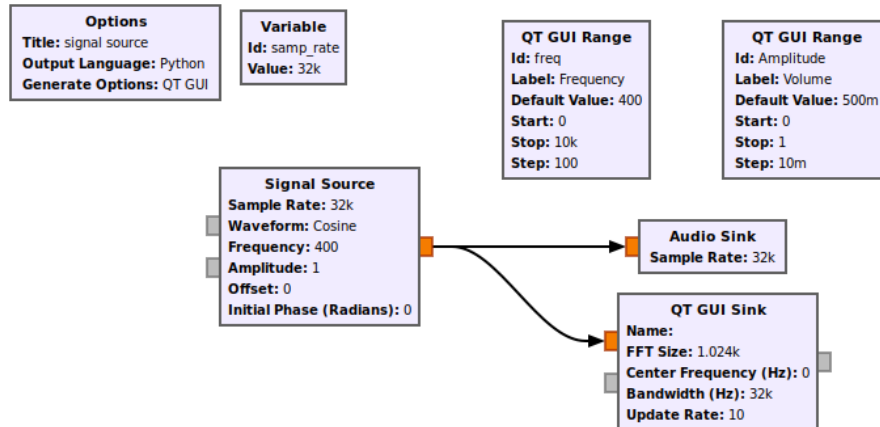 Options
Title: signal source
Output Language: Python
Generate Options: QT GUI
Variable
Id: samp_rate
Value: 32k
QT GUI Range
Id: freq
Label: Frequency
Default Value: 400
Start: 0
Stop: 10k
Step: 100
QT GUI Range
Id: Amplitude
Label: Volume
Default Value: 500m
Start: 0
Stop: 1
Step: 10m
Signal Source
Sample Rate: 32k
Waveform: Cosine
Frequency: 400
Amplitude: 1
Offset: 0
Initial Phase (Radians): 0
Audio Sink
Sample Rate: 32k
QT GUI Sink
Name:
FFT Size: 1.024k
Center Frequency (Hz): 0
Bandwidth (Hz): 32k
Update Rate: 10